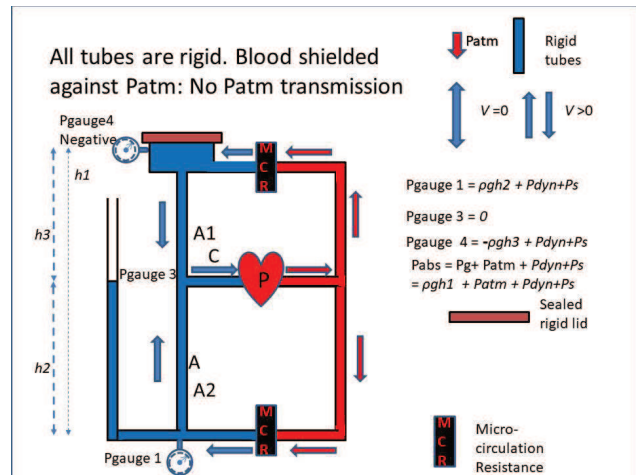 All tubes are rigid. Blood shielded
against Patm: No Patm transmission
Patm
Rigid
tubes
V=0
V>0
Pgauge4
Negative
M
C
R
h1
h3
A1
C
Pgauge 3
P
h2
A
A2
M
C
R
Pgauge 1
Pgauge 1 = ρgh2 + Pdyn+Ps
Pgauge 3 = 0
Pgauge 4 = -ρgh3 + Pdyn+Ps
Pabs = Pg+ Patm + Pdyn+Ps
= ρgh1 + Patm + Pdyn+Ps
Sealed
rigid lid
M
C
R
Micro-
circulation
Resistance